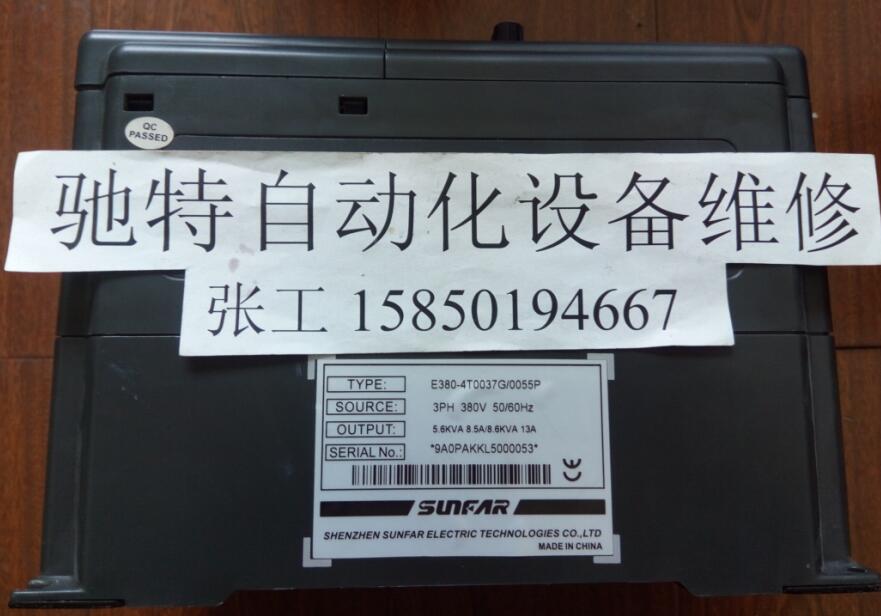 QC
PASSED
驰特自动化设备维修
张工 15850194667
TYPE: E380-4T0037G/0055P
SOURCE: 3PH 380V 50/60Hz
OUTPUT: 5.6KVA 8.5A/8.6KVA 13A
SERIAL No.: *9A0PAKKL5000053*
SUNFAR
SHENZHEN SUNFAR ELECTRIC TECHNOLOGIES CO.,LTD
MADE IN CHINA